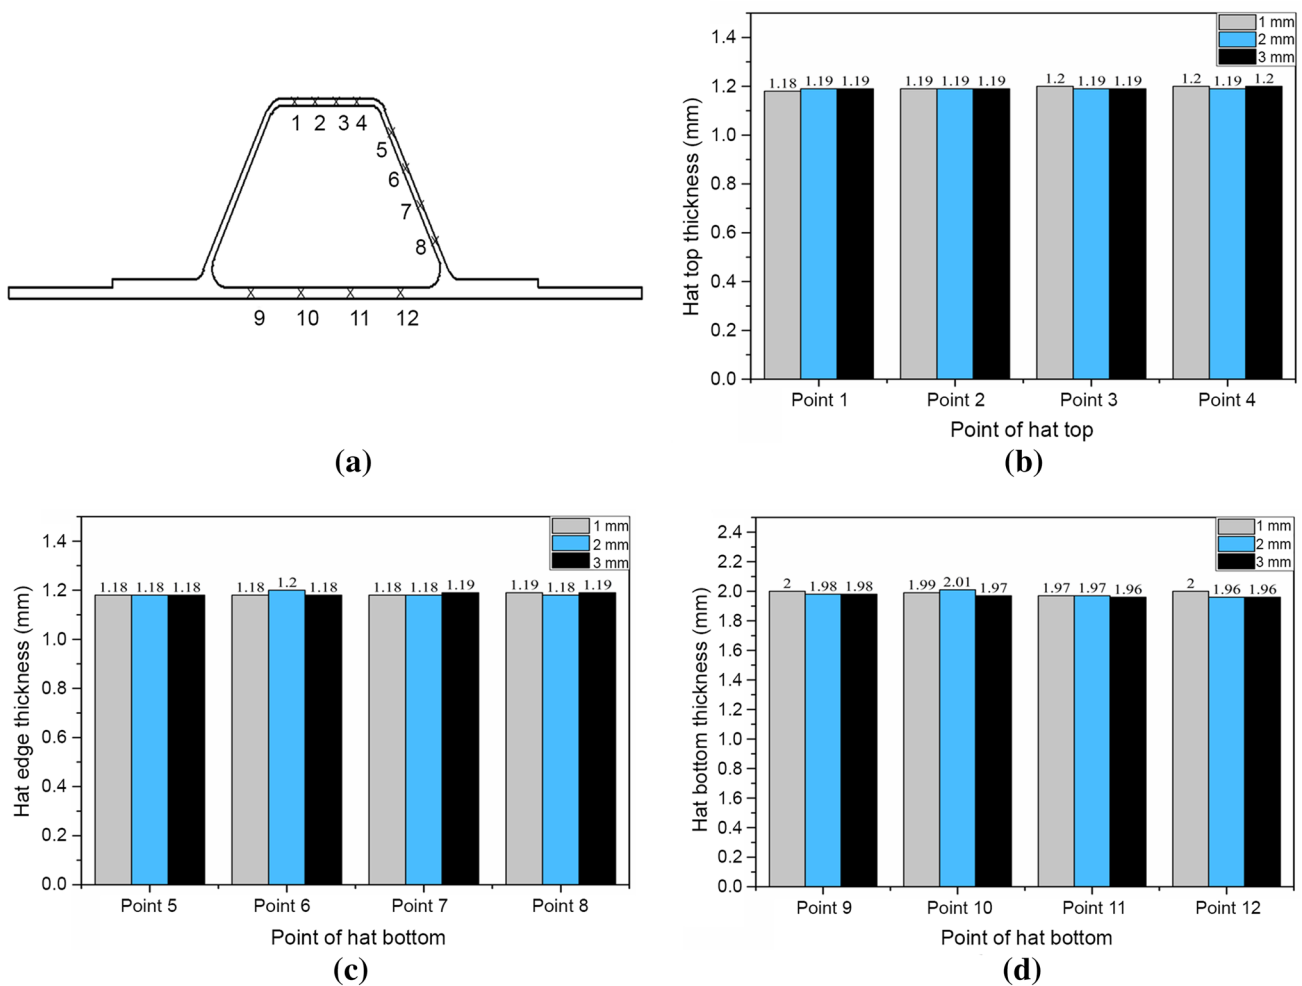 1 2 3 4
5
6
7
8
9 10 11 12
(a)
1 mm
2 mm
3 mm
1.4
1.2
1.0
0.8
0.6
0.4
0.2
0.0
Hat top thickness (mm)
1.18 1.19 1.19 1.19 1.19 1.19 1.2 1.19 1.19 1.2 1.19 1.2
Point 1 Point 2 Point 3 Point 4
Point of hat top
(b)
1 mm
2 mm
3 mm
1.4
1.2
1.0
0.8
0.6
0.4
0.2
0.0
Hat edge thickness (mm)
1.18 1.18 1.18 1.18 1.2 1.18 1.18 1.18 1.19 1.19 1.18 1.19
Point 5 Point 6 Point 7 Point 8
Point of hat bottom
(c)
1 mm
2 mm
3 mm
2.4
2.2
2.0
1.8
1.6
1.4
2.0
1.2
1.0
0.8
0.4
0.2
0.0
Hat bottom thickness (mm)
2 1.98 1.98 1.99 2.01 1.97 1.97 1.97 1.96 2 1.96 1.96
Point 9 Point 10 Point 11 Point 12
Point of hat bottom
(d)